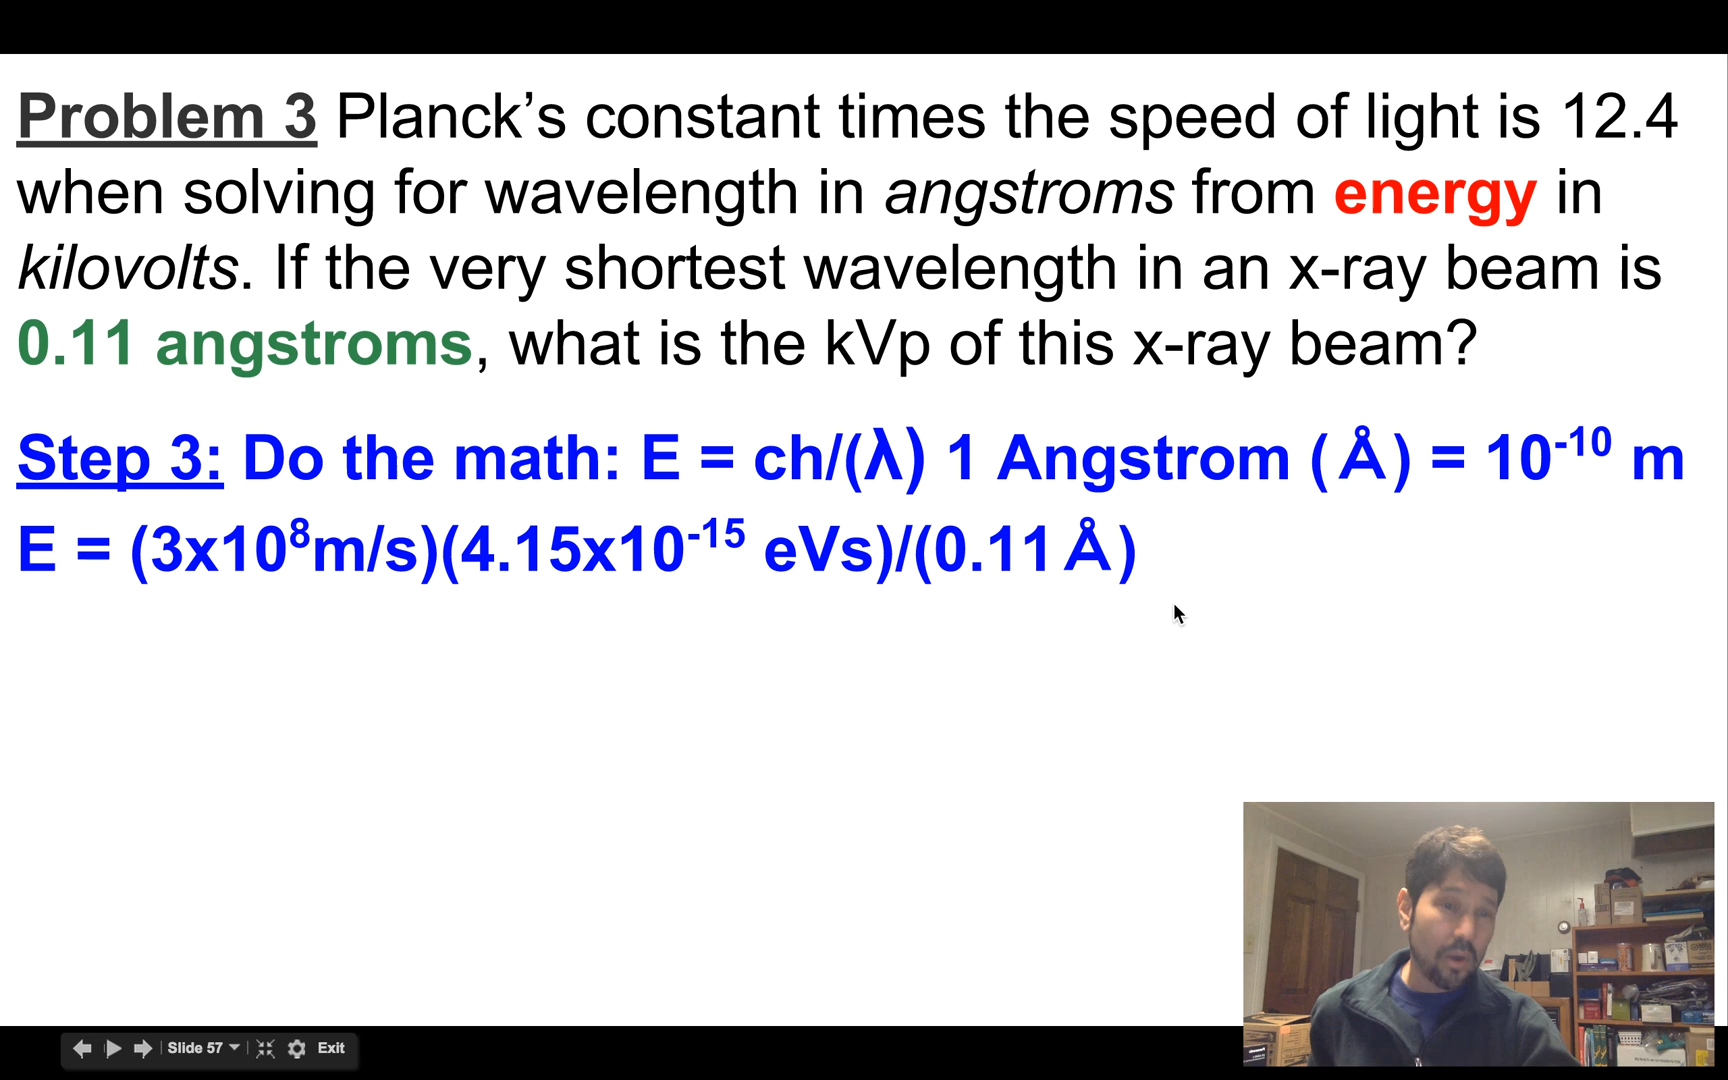 Problem 3 Planck’s constant times the speed of light is 12.4
when solving for wavelength in angstroms from energy in
kilovolts. If the very shortest wavelength in an x-ray beam is
0.11 angstroms, what is the kVp of this x-ray beam?
Step 3: Do the math: E = ch/(λ) 1 Angstrom (Å) = 10⁻¹⁰ m
E = (3x10⁸m/s)(4.15x10⁻¹⁵ eVs)/(0.11 Å)
Slide 57 Exit